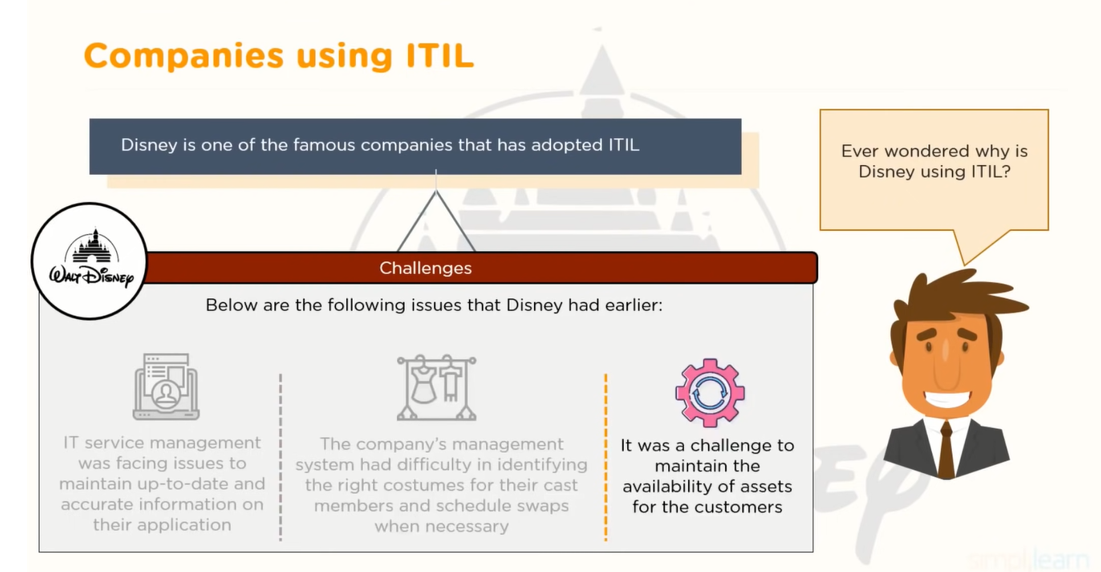 Companies using ITIL
Disney is one of the famous companies that has adopted ITIL
Ever wondered why is
Disney using ITIL?
WALT DISNEY
Challenges
Below are the following issues that Disney had earlier:
IT service management
was facing issues to
maintain up-to-date and
accurate information on
their application
The company's management
system had difficulty in identifying
the right costumes for their cast
members and schedule swaps
when necessary
It was a challenge to
maintain the
availability of assets
for the customers
simplilearn